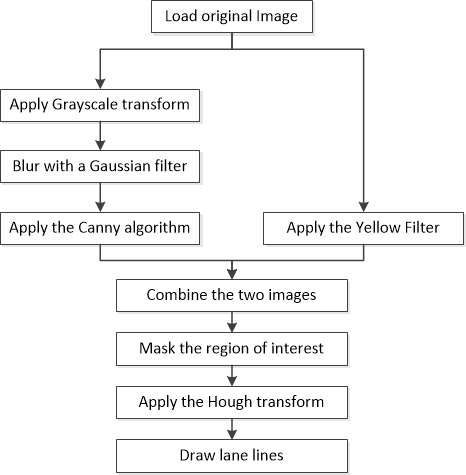 Load original Image
Apply Grayscale transform
Blur with a Gaussian filter
Apply the Canny algorithm
Apply the Yellow Filter
Combine the two images
Mask the region of interest
Apply the Hough transform
Draw lane lines